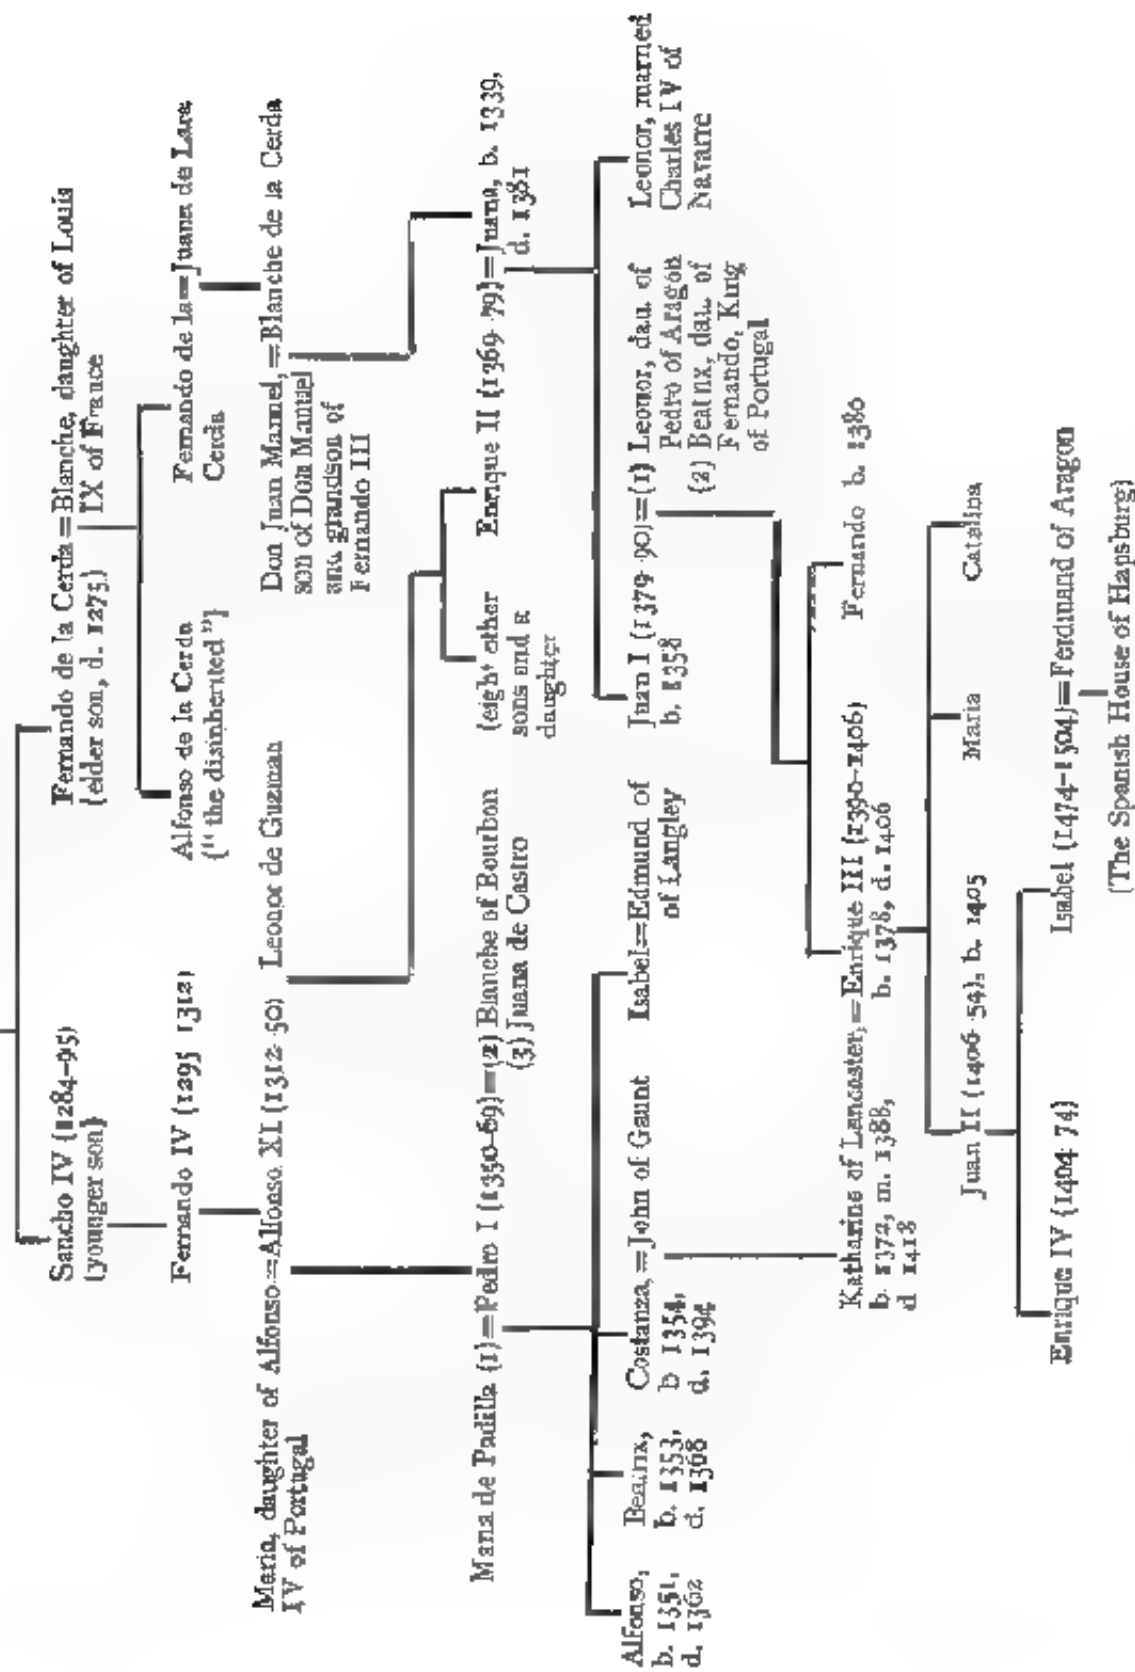 Sancho IV (1284–95)
(younger son)
Fernando de la Cerda=Blanche, daughter of Louis
(elder son, d. 1275) IX of France
Fernando IV (1295 1312)
Alfonso de la Cerda
("the disinherited")
Fernando de la=Juana de Lara
Cerda
Maria, daughter of Alfonso=Alfonso XI (1312 50)
IV of Portugal
Leonor de Guzman
Don Juan Manuel,=Blanche de la Cerda
son of Don Manuel
and grandson of
Fernando III
Maria de Padilla (1)=Pedro I (1350–69)=(2) Blanche of Bourbon
(3) Juana de Castro
(eight other
sons and a
daughter
Enrique II (1369 79)=Juana, b. 1339,
d. 1381
Alfonso,
b. 1351,
d. 1362
Beatrix,
b. 1353,
d. 1368
Costanza,=John of Gaunt
b 1354,
d. 1394
Isabel=Edmund of
of Langley
Juan I (1379 90)=(1) Leonor, dau. of
b. 1358 Pedro of Aragon
(2) Beatrix, dau. of
Fernando, King
of Portugal
Leonor, married
Charles IV of
Navarre
Katharine of Lancaster,=Enrique III (1390–1406)
b. 1372, m. 1388, b. 1378, d. 1406
d 1418
Fernando b. 1380
Juan II (1406 54), b. 1405
Maria
Catalina
Enrique IV (1404 74)
Isabel (1474–1504)=Ferdinand of Aragon
(The Spanish House of Hapsburg)